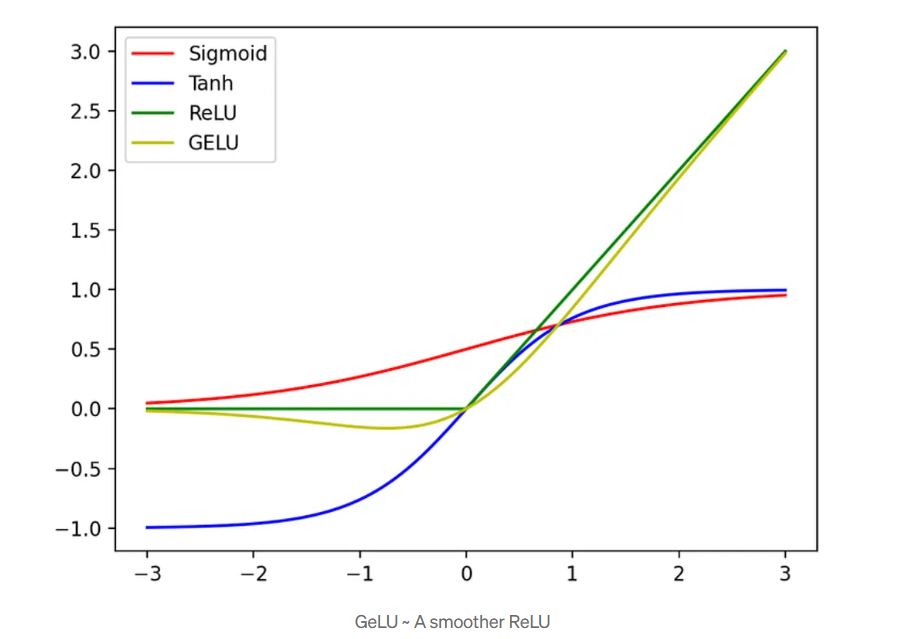 3.0
2.5
2.0
1.5
1.0
0.5
0.0
−0.5
−1.0
Sigmoid
Tanh
ReLU
GELU
−3 −2 −1 0 1 2 3
GeLU ~ A smoother ReLU